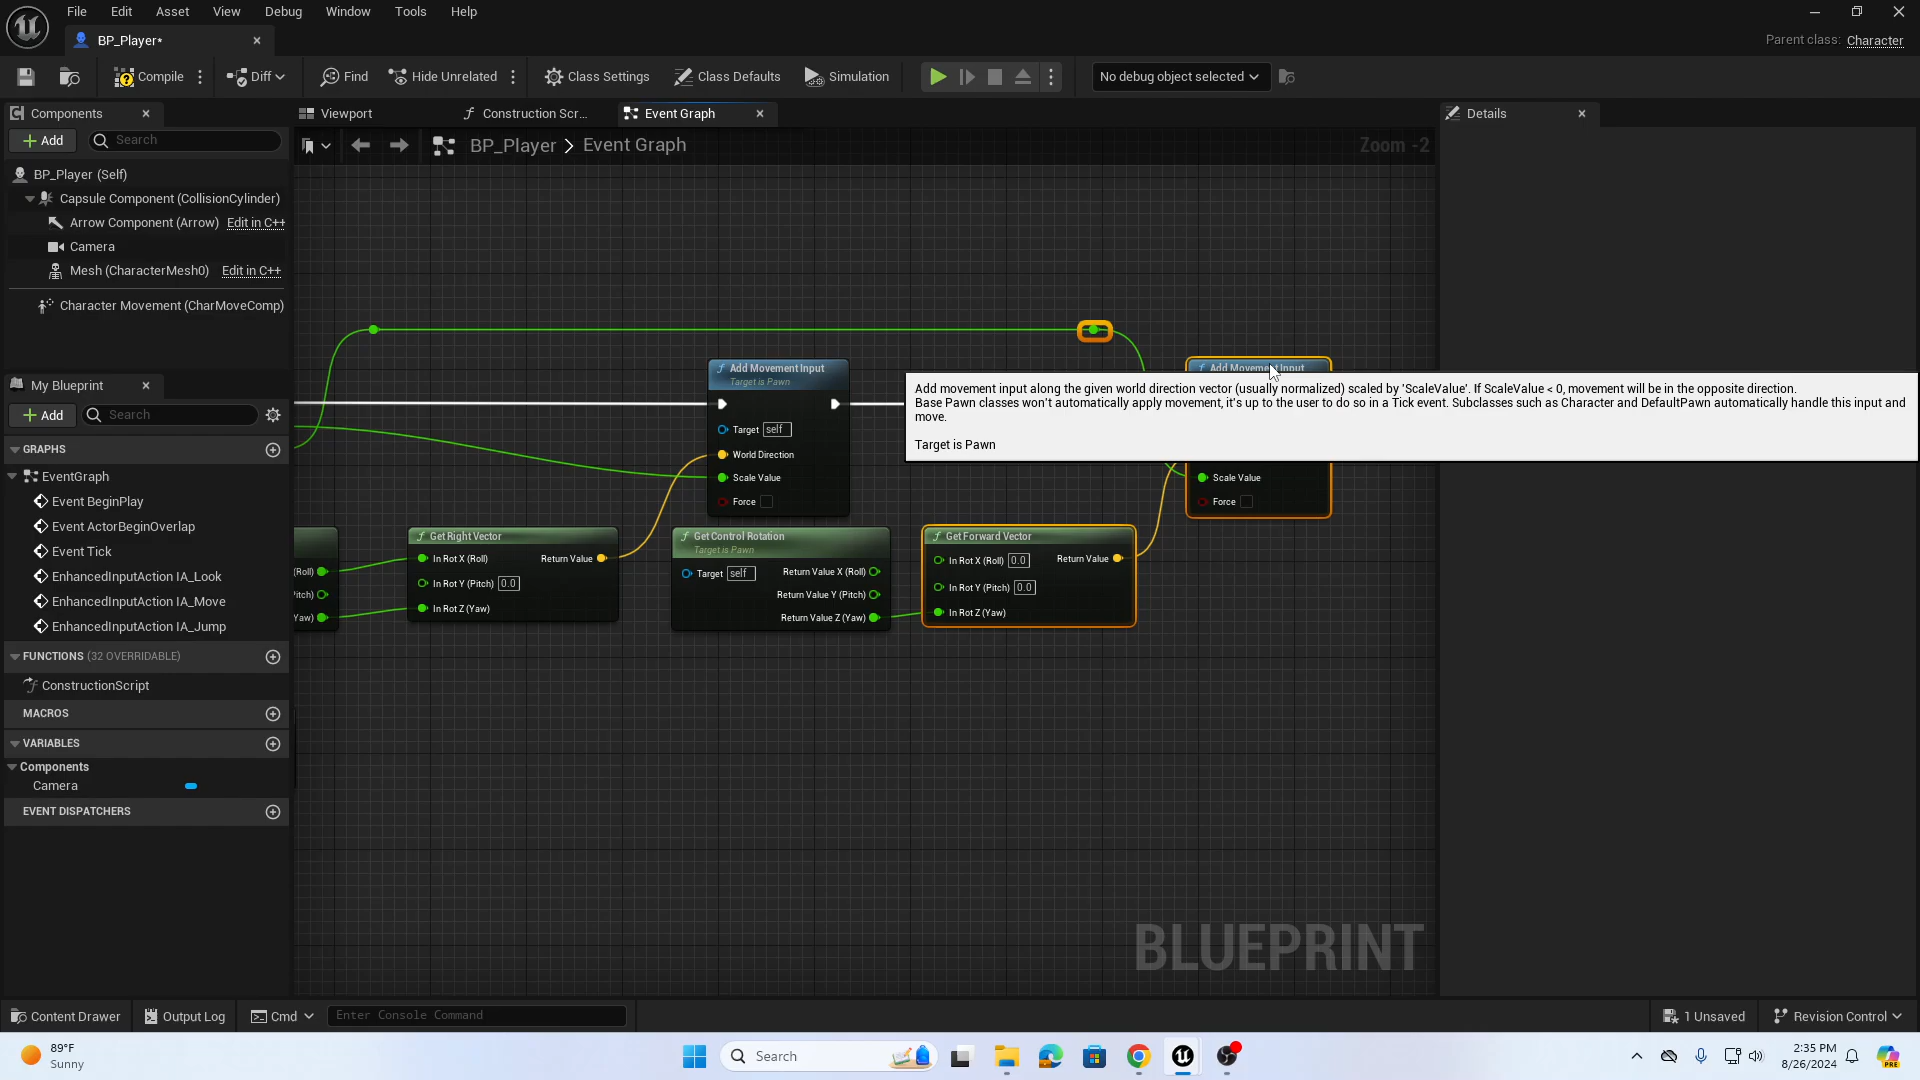 File Edit Asset View Debug Window Tools Help
BP_Player*
Parent class: Character
Compile Diff Find Hide Unrelated Class Settings Class Defaults Simulation No debug object selected
Components
Viewport Construction Scr... Event Graph
Details
Add Search
BP_Player > Event Graph
Zoom -2
BP_Player (Self)
Capsule Component (CollisionCylinder)
Arrow Component (Arrow) Edit in C++
Camera
Mesh (CharacterMesh0) Edit in C++
Character Movement (CharMoveComp)
My Blueprint
Add Search
GRAPHS
EventGraph
Event BeginPlay
Event ActorBeginOverlap
Event Tick
EnhancedInputAction IA_Look
EnhancedInputAction IA_Move
EnhancedInputAction IA_Jump
FUNCTIONS (32 OVERRIDABLE)
ConstructionScript
MACROS
VARIABLES
Components
Camera
EVENT DISPATCHERS
Add Movement Input
Target is Pawn
Target self
World Direction
Scale Value
Force
Add Movement Input
Add movement input along the given world direction vector (usually normalized) scaled by 'ScaleValue'. If ScaleValue < 0, movement will be in the opposite direction.
Base Pawn classes won't automatically apply movement, it's up to the user to do so in a Tick event. Subclasses such as Character and DefaultPawn automatically handle this input and
move.
Target is Pawn
Scale Value
Force
(Roll)
Pitch)
Yaw)
Get Right Vector
In Rot X (Roll) Return Value
In Rot Y (Pitch) 0.0
In Rot Z (Yaw)
Get Control Rotation
Target is Pawn
Target self Return Value X (Roll)
Return Value Y (Pitch)
Return Value Z (Yaw)
Get Forward Vector
In Rot X (Roll) 0.0 Return Value
In Rot Y (Pitch) 0.0
In Rot Z (Yaw)
BLUEPRINT
Content Drawer Output Log Cmd Enter Console Command 1 Unsaved Revision Control
89°F
Sunny
Search
2:35 PM
8/26/2024
PRE